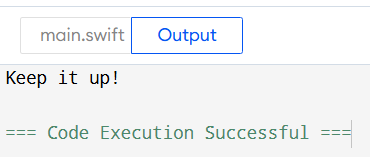 main.swift Output
Keep it up!
=== Code Execution Successful ===